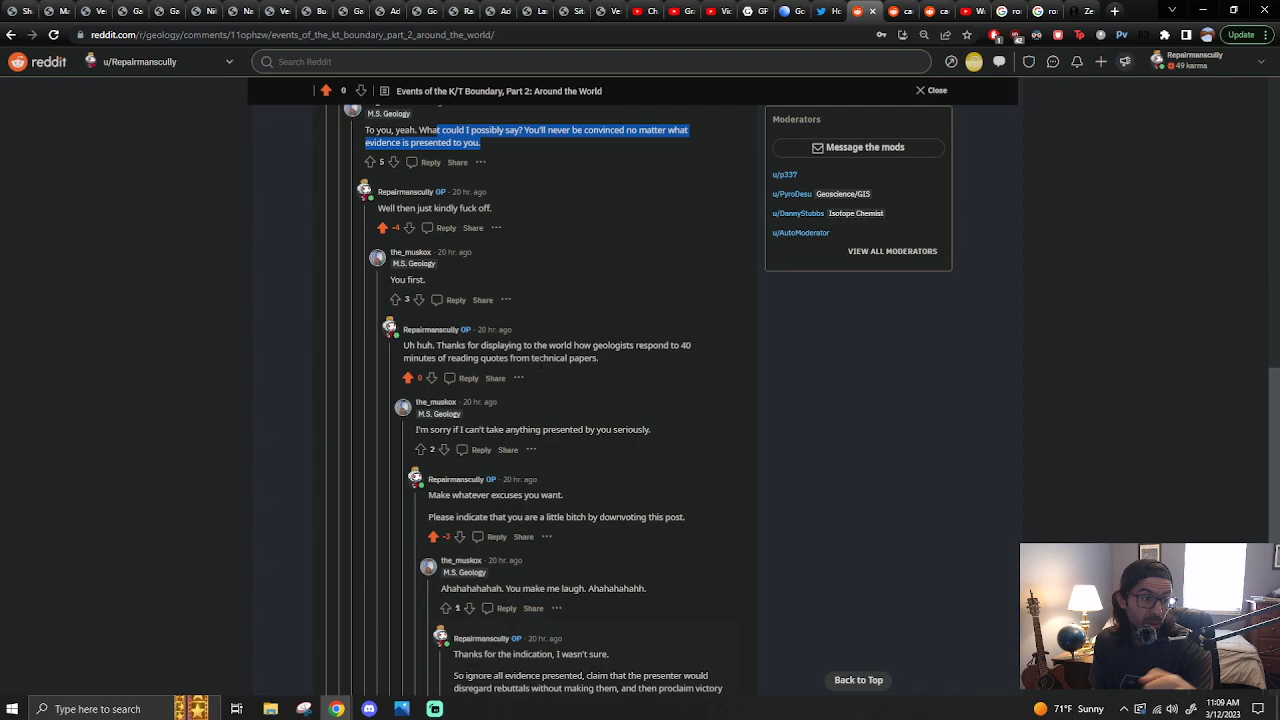 reddit.com/r/geology/comments/11ophzw/events_of_the_kt_boundary_part_2_around_the_world/
Update
reddit
u/Repairmanscully
Search Reddit
Repairmanscully
49 karma
0
Events of the K/T Boundary, Part 2: Around the World
Close
M.S. Geology
To you, yeah. What could I possibly say? You'll never be convinced no matter what
evidence is presented to you.
5 Reply Share
Repairmanscully OP · 20 hr. ago
Well then just kindly fuck off.
-4 Reply Share
the_muskox · 20 hr. ago
M.S. Geology
You first.
3 Reply Share
Repairmanscully OP · 20 hr. ago
Uh huh. Thanks for displaying to the world how geologists respond to 40
minutes of reading quotes from technical papers.
0 Reply Share
the_muskox · 20 hr. ago
M.S. Geology
I'm sorry if I can't take anything presented by you seriously.
2 Reply Share
Repairmanscully OP · 20 hr. ago
Make whatever excuses you want.
Please indicate that you are a little bitch by downvoting this post.
-3 Reply Share
the_muskox · 20 hr. ago
M.S. Geology
Ahahahahahah. You make me laugh. Ahahahahahh.
1 Reply Share
Repairmanscully OP · 20 hr. ago
Thanks for the indication, I wasn't sure.
So ignore all evidence presented, claim that the presenter would
disregard rebuttals without making them, and then proclaim victory
Moderators
Message the mods
u/p337
u/PyroDesu Geoscience/GIS
u/DannyStubbs Isotope Chemist
u/AutoModerator
VIEW ALL MODERATORS
Back to Top
Type here to search
71°F Sunny
11:09 AM
3/12/2023